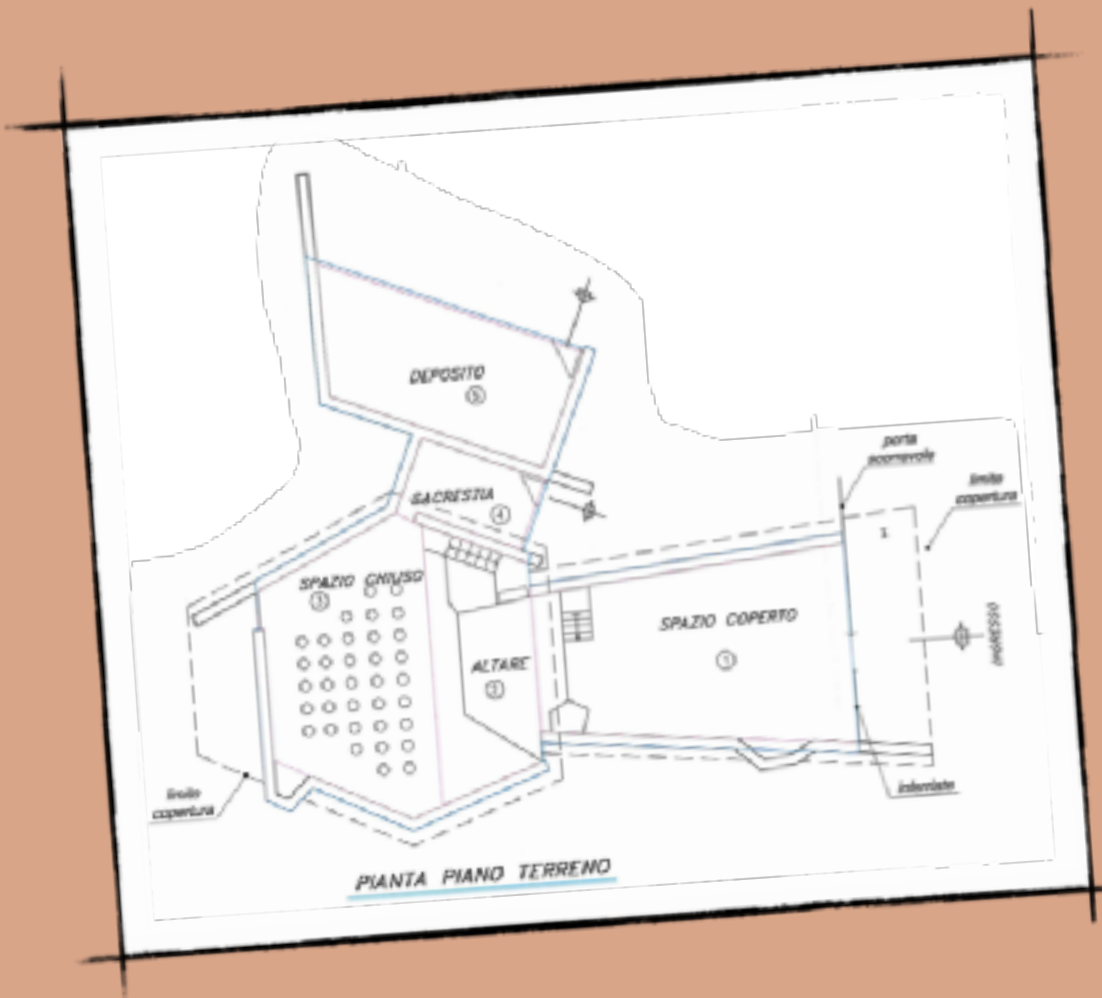 DEPOSITO
5
porta
scorrevole
limite
copertura
SACRESTIA
4
1
SPAZIO CHIUSO
3
SPAZIO COPERTO
1
INGRESSO
ALTARE
2
limite
copertura
PIANTA PIANO TERRENO